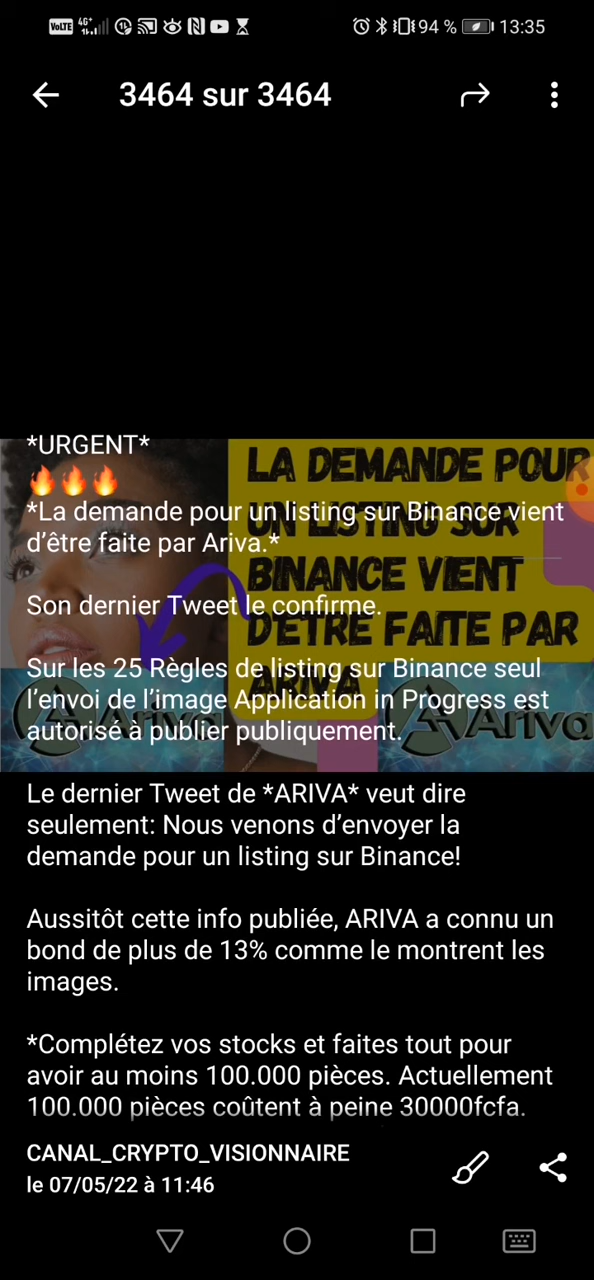 VoLTE 4G+ 94 % 13:35
3464 sur 3464
*URGENT*
🔥🔥🔥
*La demande pour un listing sur Binance vient
d'être faite par Ariva.*
Son dernier Tweet le confirme.
Sur les 25 Règles de listing sur Binance seul
l'envoi de l'image Application in Progress est
autorisé à publier publiquement.
LA DEMANDE POUR
UN LISTING SUR
BINANCE VIENT
D'ETRE FAITE PAR
ARIVA
Ariva
Ariva
Le dernier Tweet de *ARIVA* veut dire
seulement: Nous venons d'envoyer la
demande pour un listing sur Binance!
Aussitôt cette info publiée, ARIVA a connu un
bond de plus de 13% comme le montrent les
images.
*Complétez vos stocks et faites tout pour
avoir au moins 100.000 pièces. Actuellement
100.000 pièces coûtent à peine 30000fcfa.
CANAL_CRYPTO_VISIONNAIRE
le 07/05/22 à 11:46